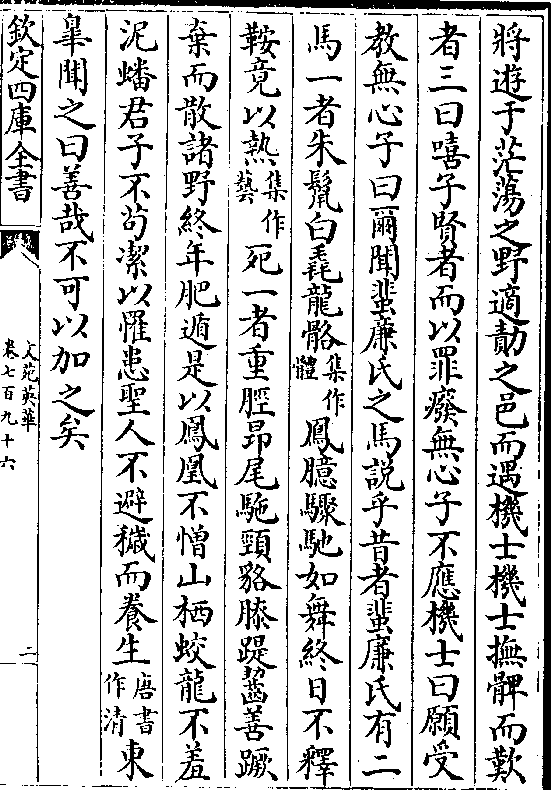 將遊于茫蕩之野適動之邑而遇機士機士撫髀而歎
者三曰嘻子賢者而以罪廢無心子不應機士曰願受
教無心子曰爾聞蜚廉氏之馬説乎昔者蜚廉氏有二
馬一者朱鬛白毳龍骼集作體鳳臆驟馳如舞終日不釋
鞍竟以熱集作藝死一者重脛昂尾駞頸貉膝踶齧善蹶
棄而散諸野終年肥遁是以鳳凰不憎山栖蛟龍不羞
泥蟠君子不茍潔以罹患聖人不避穢而養生唐書作清東
臯聞之曰善哉不可以加之矣
欽定四庫全書
文苑英華
卷七百九十六
二